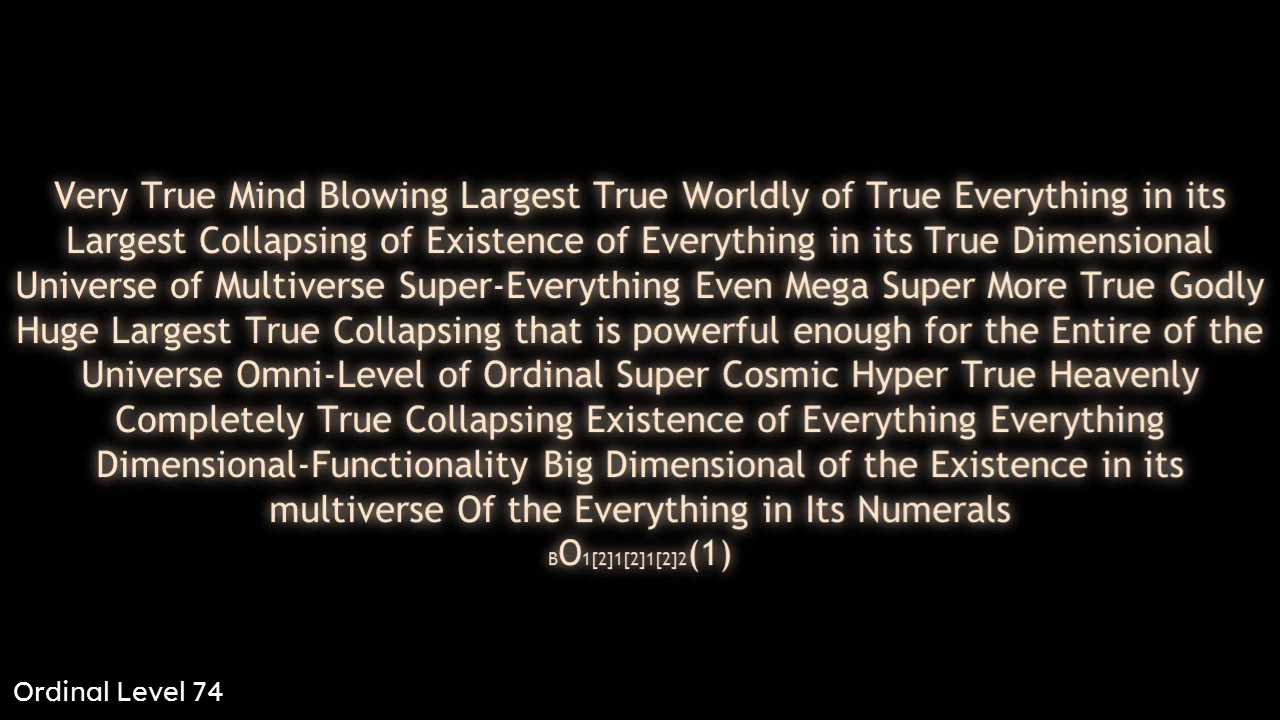 Very True Mind Blowing Largest True Worldly of True Everything in its
Largest Collapsing of Existence of Everything in its True Dimensional
Universe of Multiverse Super-Everything Even Mega Super More True Godly
Huge Largest True Collapsing that is powerful enough for the Entire of the
Universe Omni-Level of Ordinal Super Cosmic Hyper True Heavenly
Completely True Collapsing Existence of Everything Everything
Dimensional-Functionality Big Dimensional of the Existence in its
multiverse Of the Everything in Its Numerals
BO1[2]1[2]1[2]2(1)
Ordinal Level 74